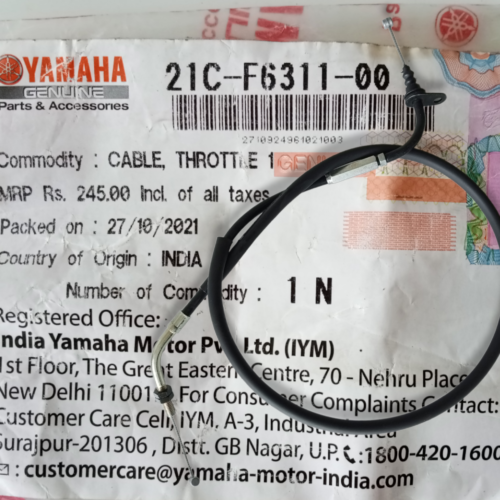 YAMAHA
GENUINE
Parts & Accessories
21C-F6311-00
2710924961021003
Commodity : CABLE, THROTTLE 1
GENU
MRP Rs. 245.00 Incl. of all taxes
Packed on : 27/10/2021
Country of Origin : INDIA
Number of Commodity : 1 N
Registered Office:
India Yamaha Motor Pvt. Ltd. (IYM)
1st Floor, The Great Eastern Centre, 70 - Nehru Place
New Delhi 110019 For Consumer Complaints Contact:
Customer Care Cell, IYM. A-3, Industrial Area
Surajpur-201306, Distt. GB Nagar, U.P. :1800-420-1600
: customercare@yamaha-motor-india.com